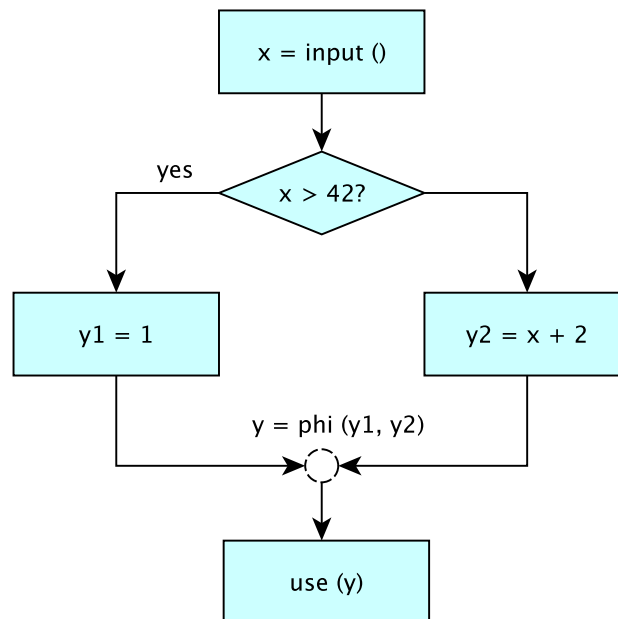 x = input ()
yes
x > 42?
y1 = 1
y2 = x + 2
y = phi (y1, y2)
use (y)